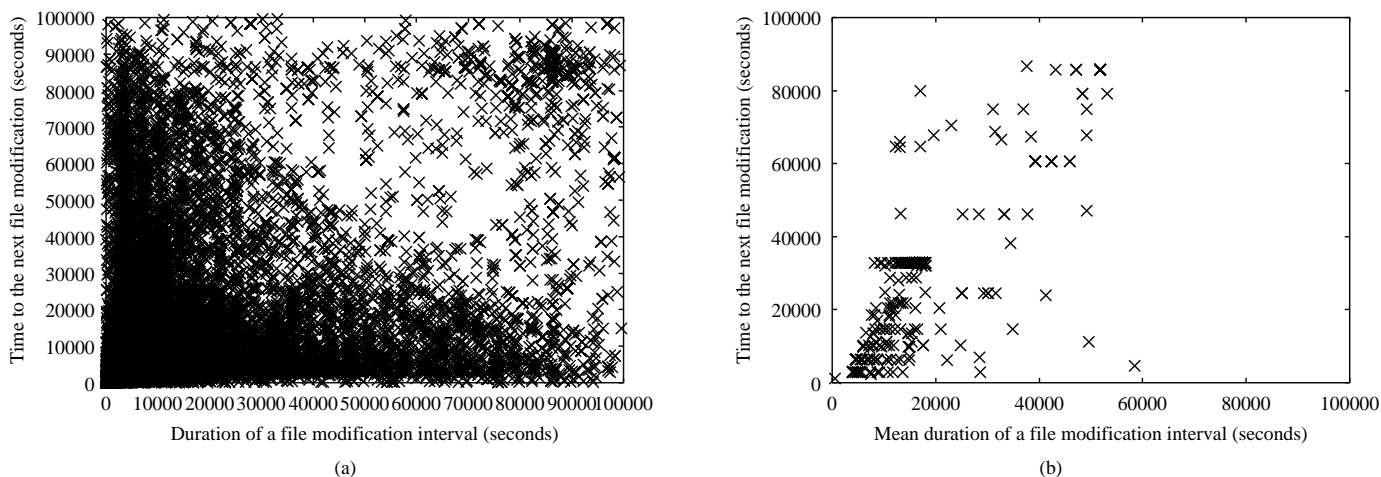 100000
90000
80000
70000
60000
50000
40000
30000
20000
10000
0
Time to the next file modification (seconds)
0 10000 20000 30000 40000 50000 60000 70000 80000 90000 100000
Duration of a file modification interval (seconds)
(a)
100000
80000
60000
40000
20000
0
Time to the next file modification (seconds)
0 20000 40000 60000 80000 100000
Mean duration of a file modification interval (seconds)
(b)